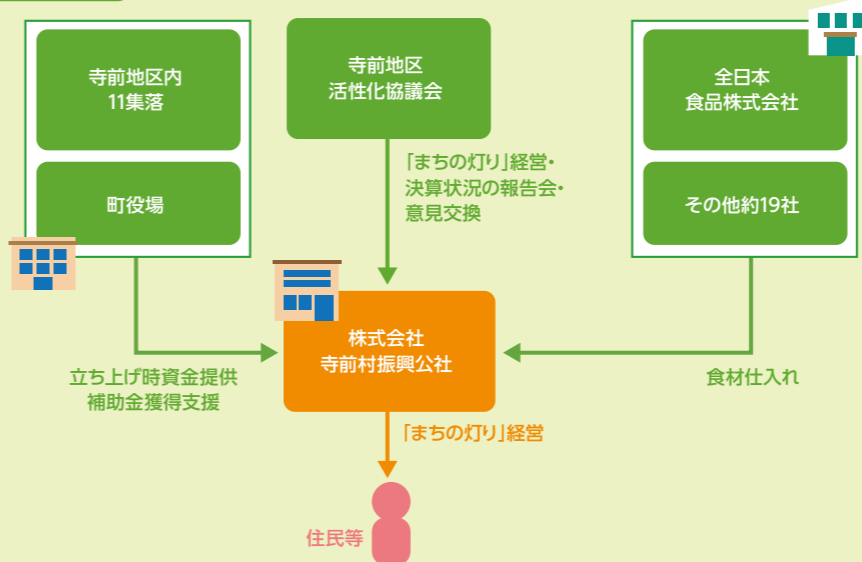 寺前地区内
11集落
町役場
寺前地区
活性化協議会
全日本
食品株式会社
その他約19社
「まちの灯り」経営・
決算状況の報告会・
意見交換
株式会社
寺前村振興公社
立ち上げ時資金提供
補助金獲得支援
食材仕入れ
「まちの灯り」経営
住民等